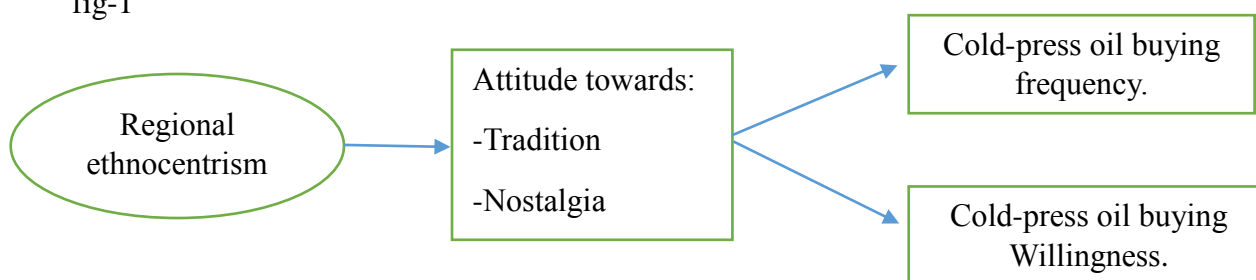 fig-1
Regional
ethnocentrism
Attitude towards:
-Tradition
-Nostalgia
Cold-press oil buying
frequency.
Cold-press oil buying
Willingness.